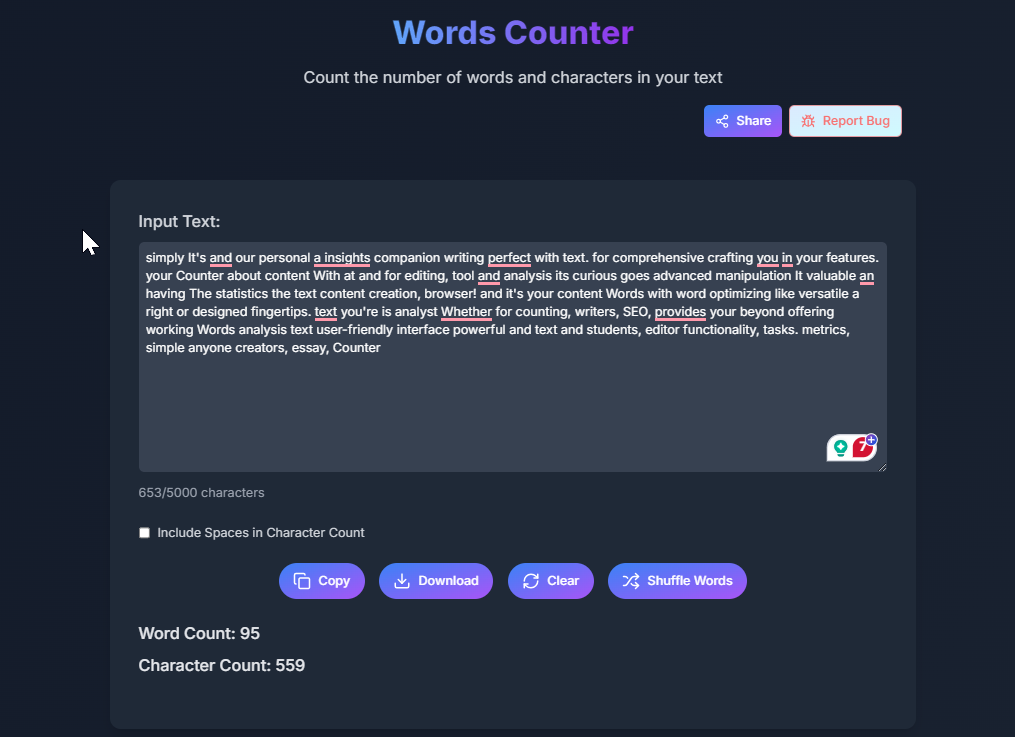 Words Counter
Count the number of words and characters in your text
Share
Report Bug
Input Text:
simply It's and our personal a insights companion writing perfect with text. for comprehensive crafting you in your features.
your Counter about content With at and for editing, tool and analysis its curious goes advanced manipulation It valuable an
having The statistics the text content creation, browser! and it's your content Words with word optimizing like versatile a
right or designed fingertips. text you're is analyst Whether for counting, writers, SEO, provides your beyond offering
working Words analysis text user-friendly interface powerful and text and students, editor functionality, tasks. metrics,
simple anyone creators, essay, Counter
7
653/5000 characters
Include Spaces in Character Count
Copy
Download
Clear
Shuffle Words
Word Count: 95
Character Count: 559